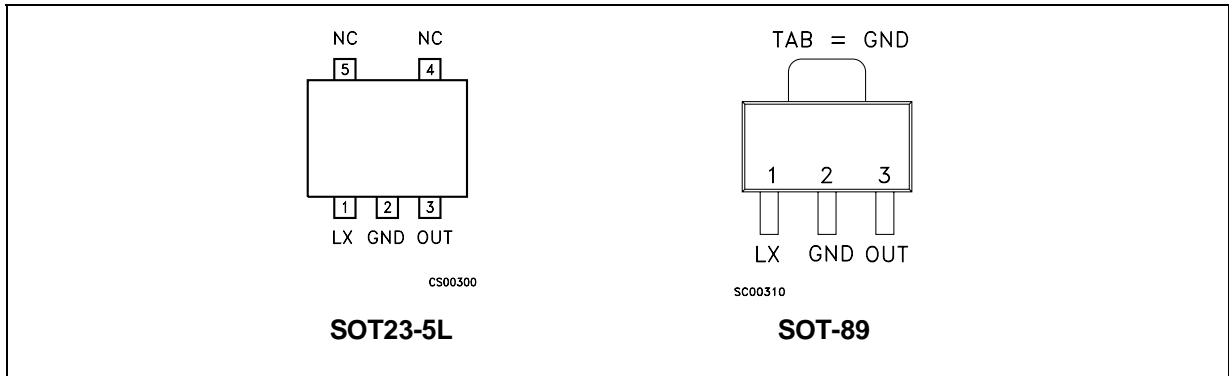 NC NC
5 4
1 2 3
LX GND OUT
CS00300
SOT23-5L
TAB = GND
1 2 3
LX GND OUT
SC00310
SOT-89